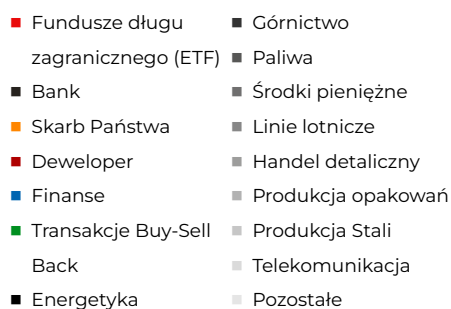 Fundusze długu
zagranicznego (ETF)
Bank
Skarb Państwa
Deweloper
Finanse
Transakcje Buy-Sell
Back
Energetyka
Górnictwo
Paliwa
Środki pieniężne
Linie lotnicze
Handel detaliczny
Produkcja opakowań
Produkcja Stali
Telekomunikacja
Pozostałe